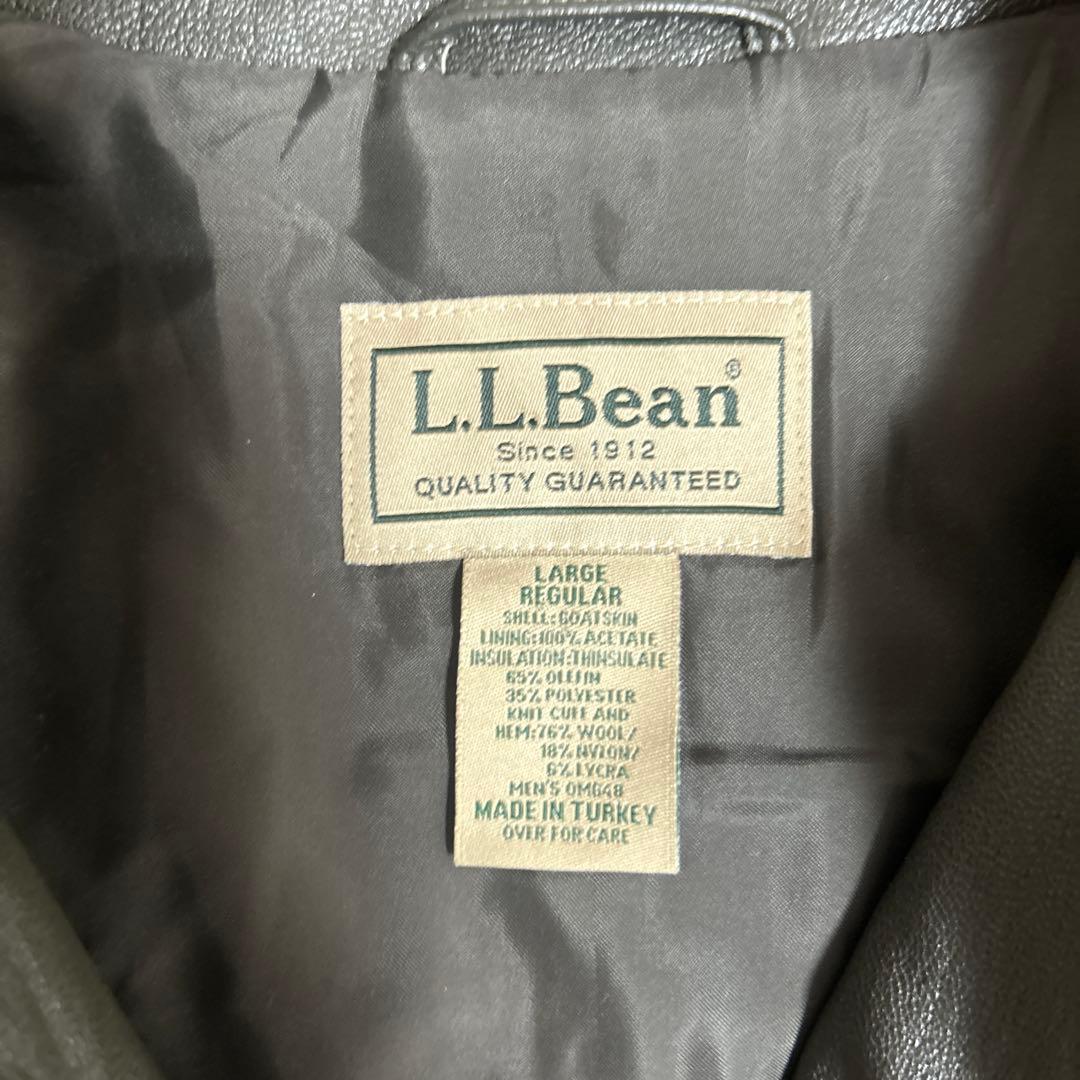 L.L.Bean®
Since 1912
QUALITY GUARANTEED
LARGE
REGULAR
SHELL:GOATSKIN
LINING:100% ACETATE
INSULATION:THINSULATE
65% OLEFIN
35% POLYESTER
KNIT CUFF AND
HEM:76% WOOL/
18% NYLON/
6% LYCRA
MEN'S 0MG48
MADE IN TURKEY
OVER FOR CARE